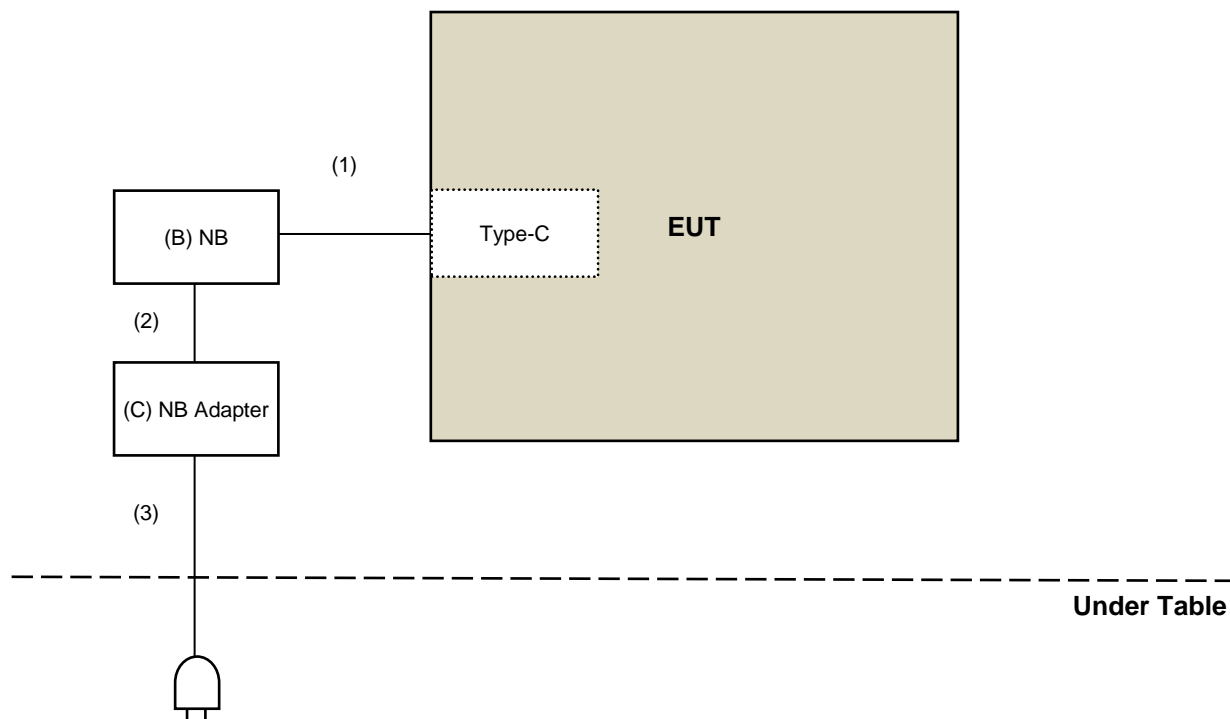 (1)
(B) NB
Type-C
EUT
(2)
(C) NB Adapter
(3)
Under Table